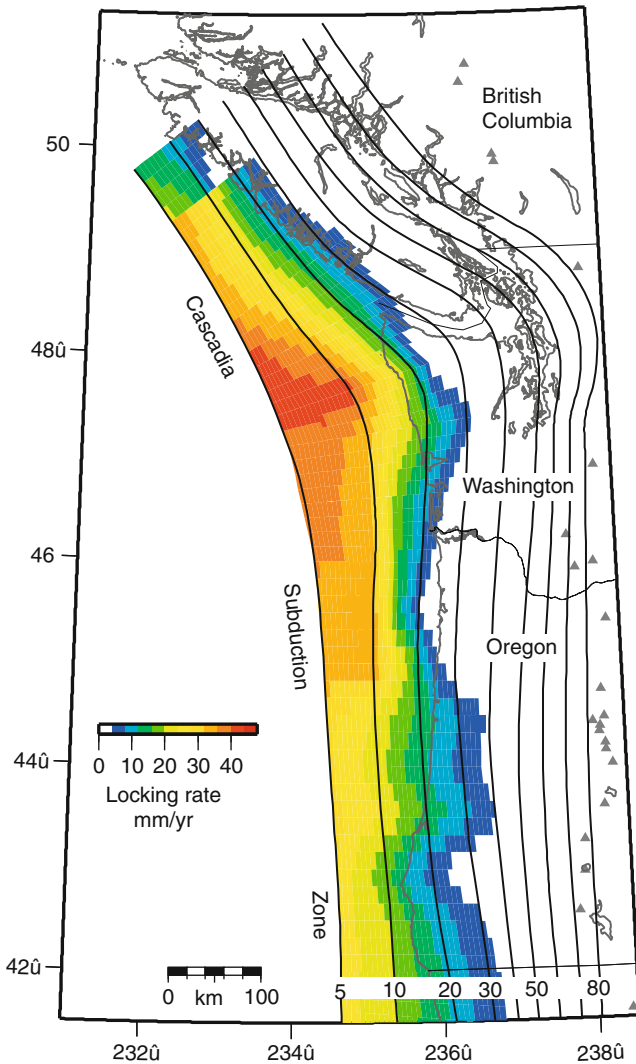 British
Columbia
50
Cascadia
48û
Washington
46
Subduction
Oregon
0 10 20 30 40
Locking rate
mm/yr
44û
Zone
42û
0 km 100
5 10 20 30 50 80
232û 234û 236û 238û